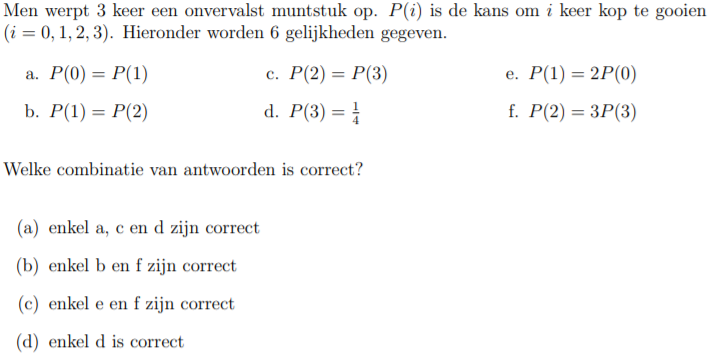 Men werpt 3 keer een onvervalst muntstuk op. P(i) is de kans om i keer kop te gooien
(i = 0, 1, 2, 3). Hieronder worden 6 gelijkheden gegeven.
a. P(0) = P(1) c. P(2) = P(3) e. P(1) = 2P(0)
b. P(1) = P(2) d. P(3) = 1/4 f. P(2) = 3P(3)
Welke combinatie van antwoorden is correct?
(a) enkel a, c en d zijn correct
(b) enkel b en f zijn correct
(c) enkel e en f zijn correct
(d) enkel d is correct